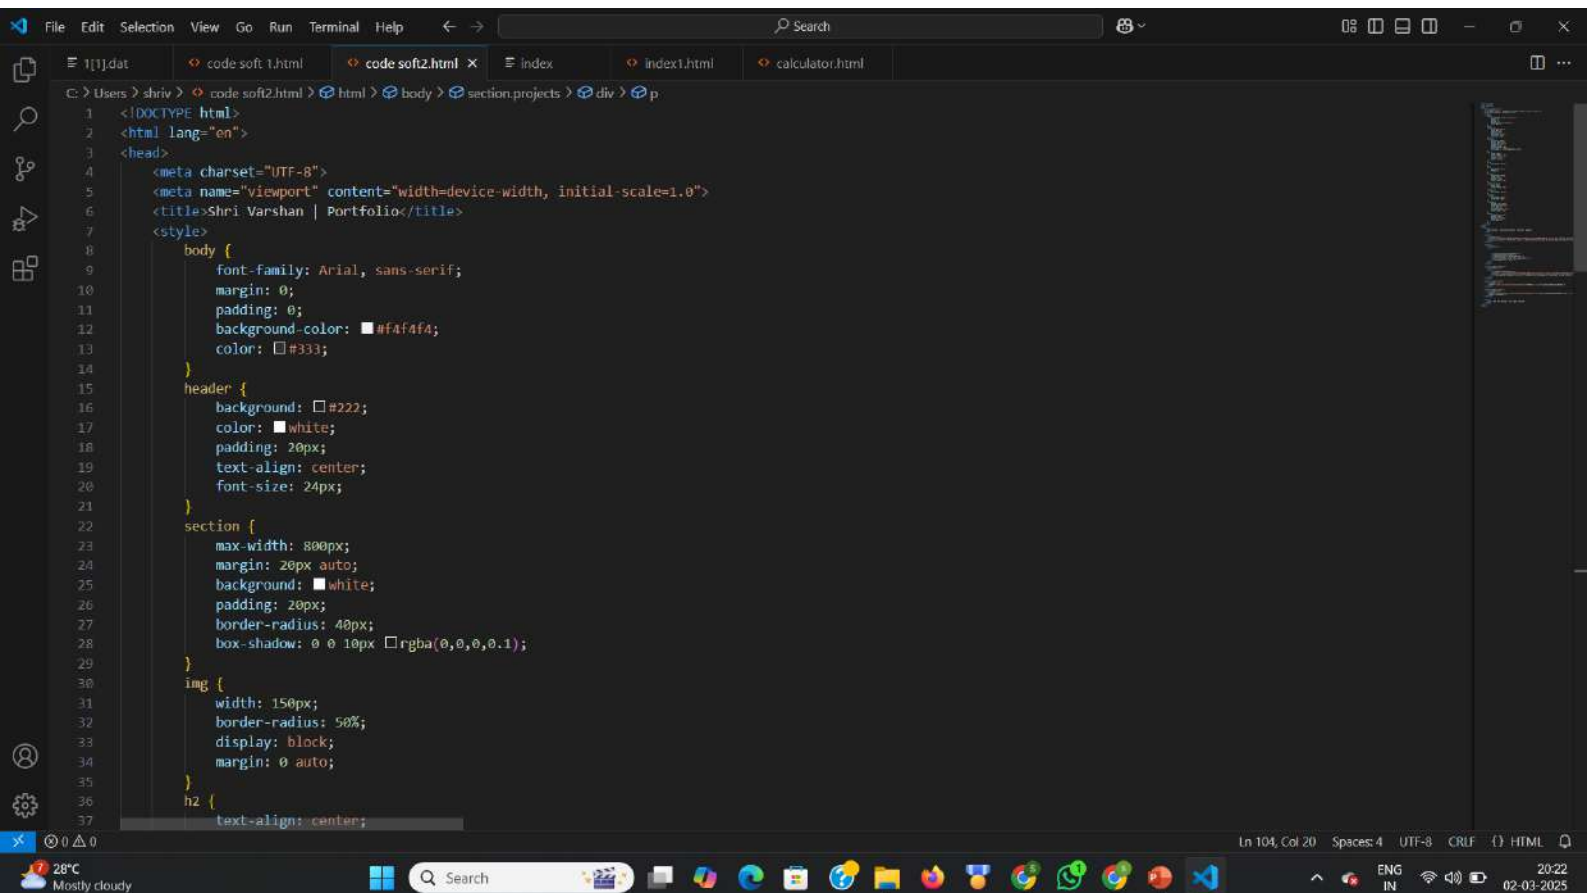 File Edit Selection View Go Run Terminal Help Search
1[1].dat code soft 1.html code soft2.html index index1.html calculator.html
C: > Users > shriv > code soft2.html > html > body > section.projects > div > p
1 <!DOCTYPE html>
2 <html lang="en">
3 <head>
4 <meta charset="UTF-8">
5 <meta name="viewport" content="width=device-width, initial-scale=1.0">
6 <title>Shri Varshan | Portfolio</title>
7 <style>
8 body {
9 font-family: Arial, sans-serif;
10 margin: 0;
11 padding: 0;
12 background-color: #f4f4f4;
13 color: #333;
14 }
15 header {
16 background: #222;
17 color: white;
18 padding: 20px;
19 text-align: center;
20 font-size: 24px;
21 }
22 section {
23 max-width: 800px;
24 margin: 20px auto;
25 background: white;
26 padding: 20px;
27 border-radius: 40px;
28 box-shadow: 0 0 10px rgba(0,0,0,0.1);
29 }
30 img {
31 width: 150px;
32 border-radius: 50%;
33 display: block;
34 margin: 0 auto;
35 }
36 h2 {
37 text-align: center;
0 0 Ln 104, Col 20 Spaces: 4 UTF-8 CRLF {} HTML
7 28°C Search ENG 20:22
Mostly cloudy IN 02-03-2025